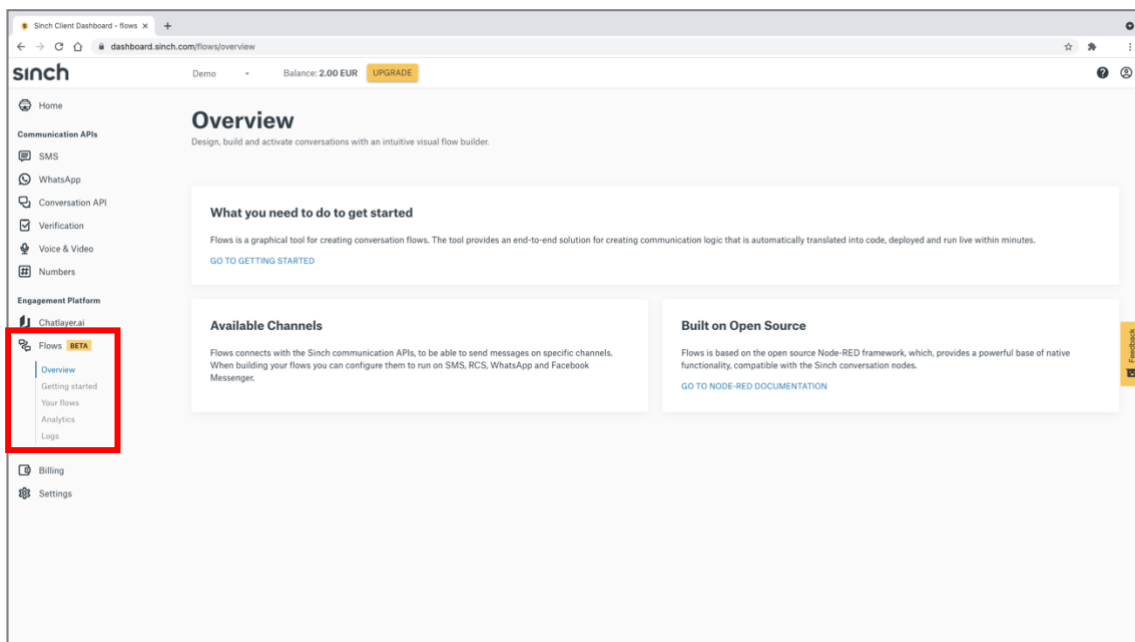 Sinch Client Dashboard - flows
dashboard.sinch.com/flows/overview
sinch
Demo
Balance: 2.00 EUR
UPGRADE
Home
Communication APIs
SMS
WhatsApp
Conversation API
Verification
Voice & Video
Numbers
Engagement Platform
Chatlayer.ai
Flows BETA
Overview
Getting started
Your flows
Analytics
Logs
Billing
Settings
Overview
Design, build and activate conversations with an intuitive visual flow builder.
What you need to do to get started
Flows is a graphical tool for creating conversation flows. The tool provides an end-to-end solution for creating communication logic that is automatically translated into code, deployed and run live within minutes.
GO TO GETTING STARTED
Available Channels
Flows connects with the Sinch communication APIs, to be able to send messages on specific channels.
When building your flows you can configure them to run on SMS, RCS, WhatsApp and Facebook
Messenger.
Built on Open Source
Flows is based on the open source Node-RED framework, which, provides a powerful base of native
functionality, compatible with the Sinch conversation nodes.
GO TO NODE-RED DOCUMENTATION
Feedback